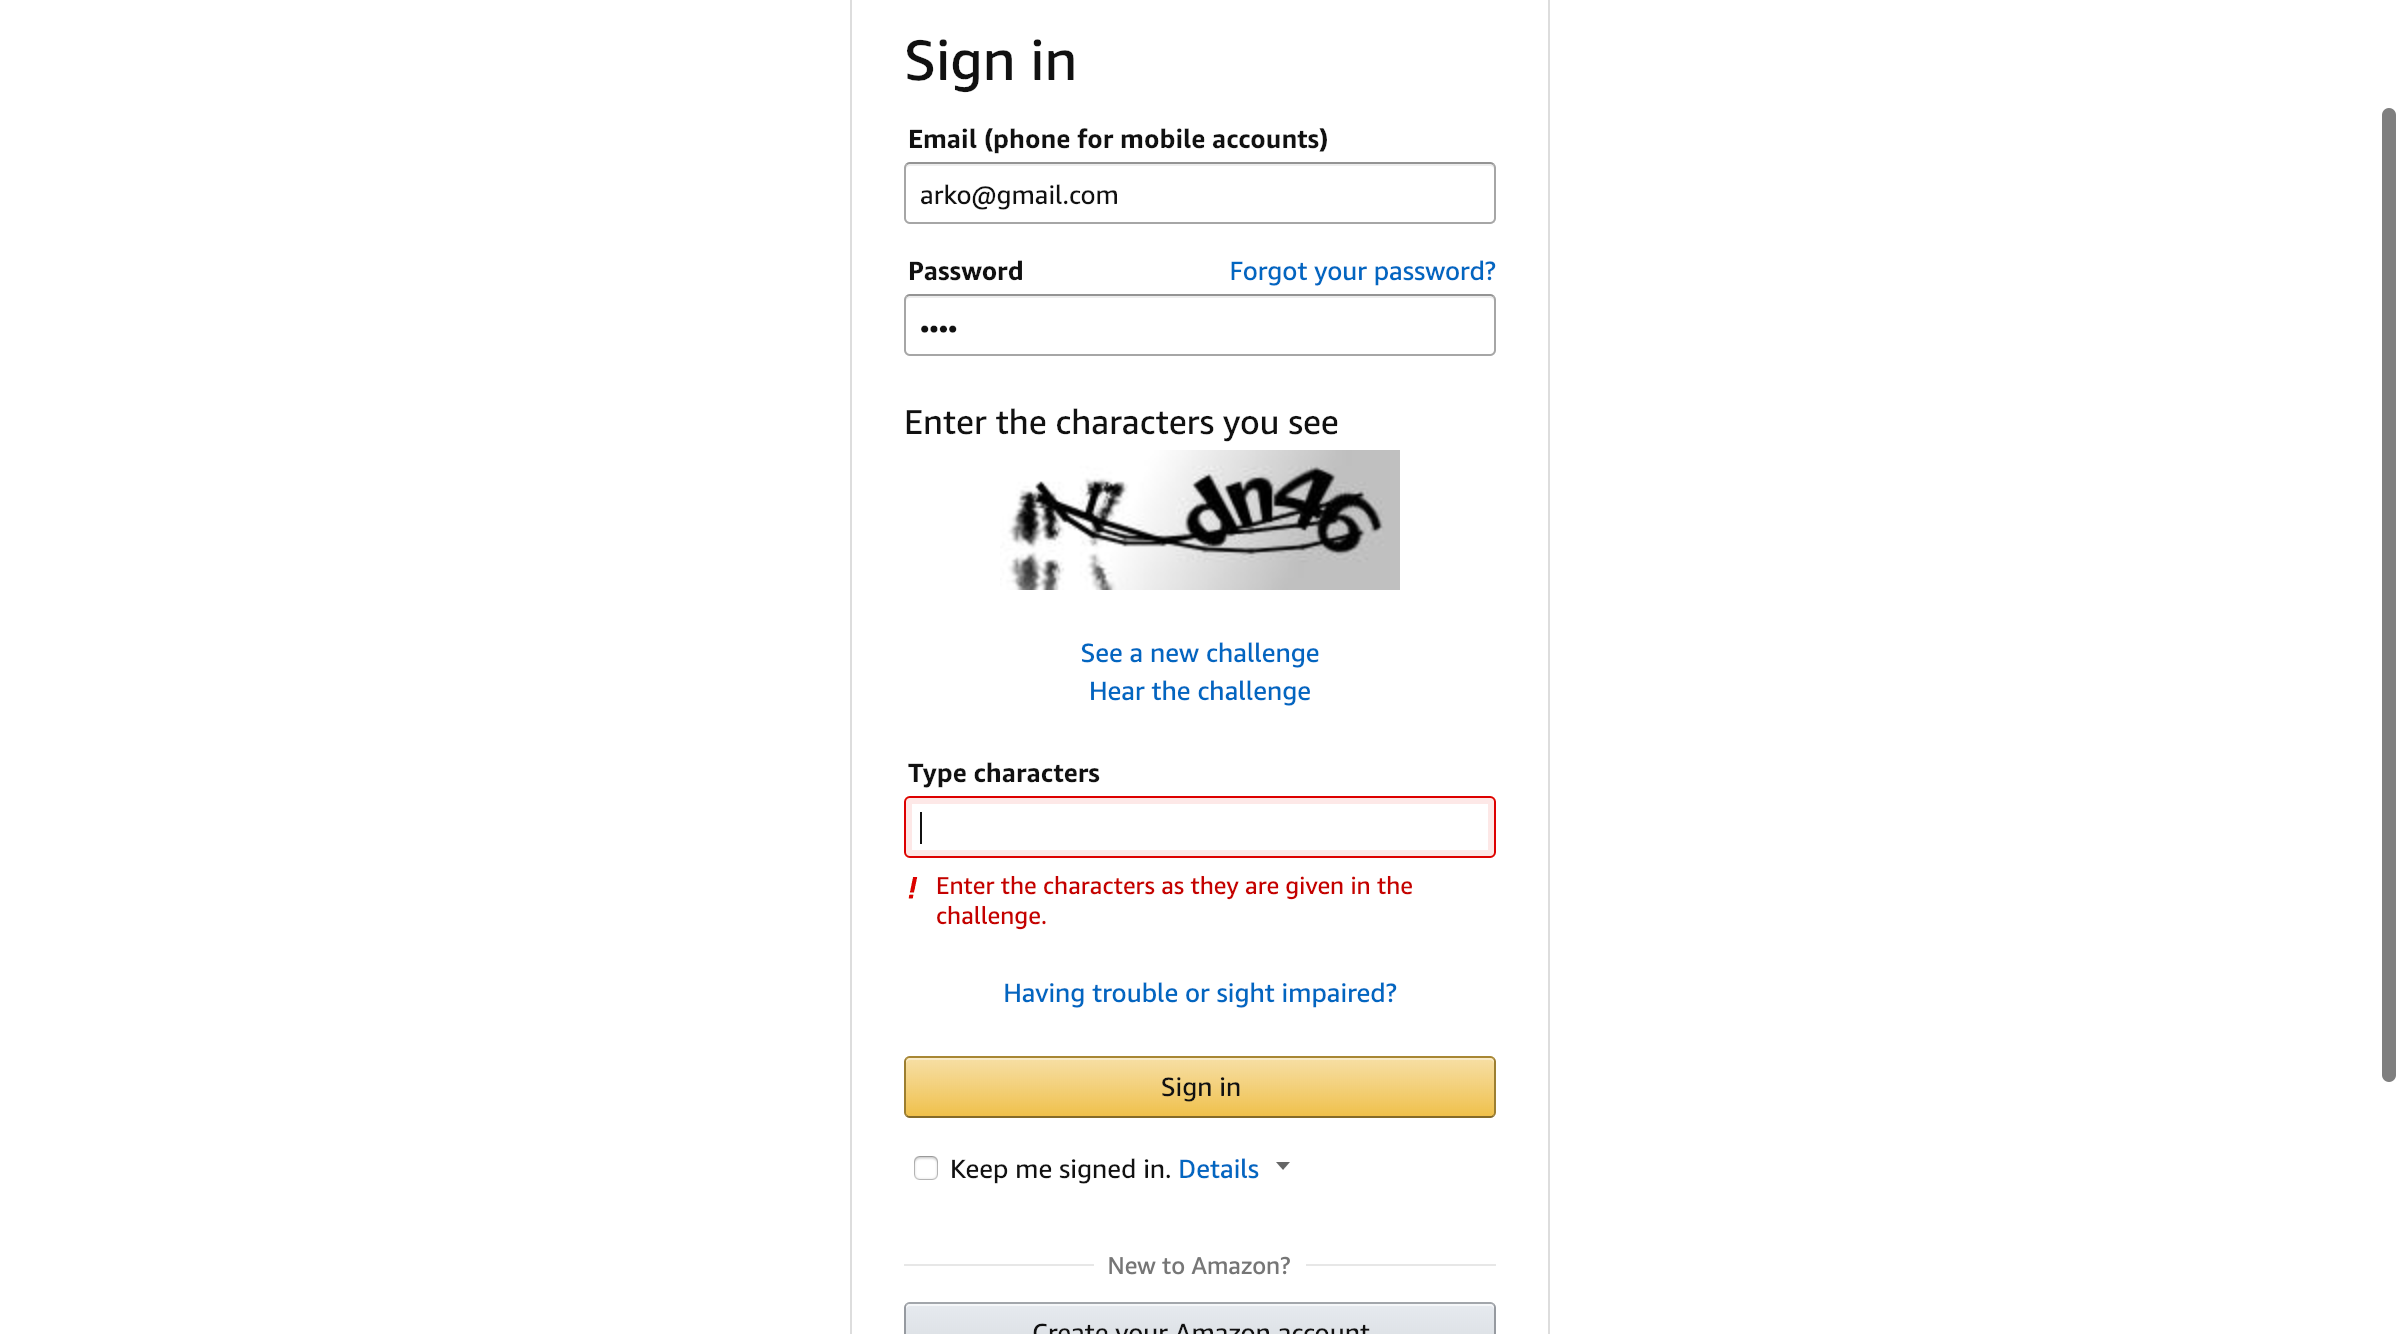 Sign in
Email (phone for mobile accounts)
arko@gmail.com
Password Forgot your password?
Enter the characters you see
See a new challenge
Hear the challenge
Type characters
! Enter the characters as they are given in the
challenge.
Having trouble or sight impaired?
Sign in
Keep me signed in. Details
New to Amazon?
Create your Amazon account